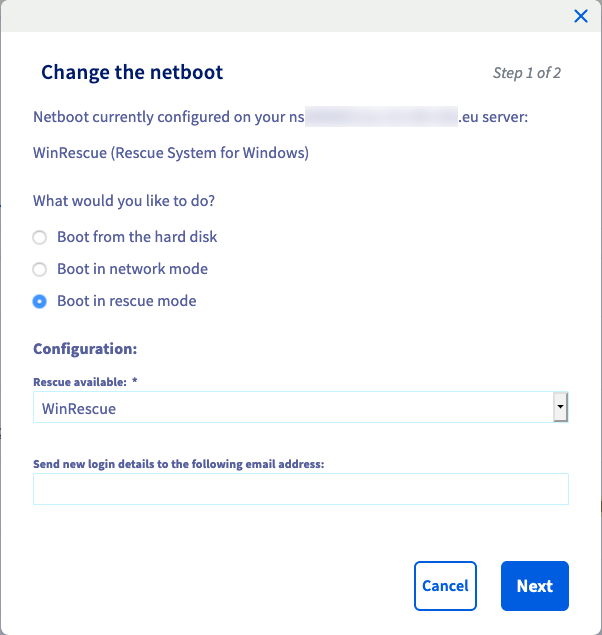 Change the netboot
Step 1 of 2
Netboot currently configured on your ns .eu server:
WinRescue (Rescue System for Windows)
What would you like to do?
Boot from the hard disk
Boot in network mode
Boot in rescue mode
Configuration:
Rescue available: *
WinRescue
Send new login details to the following email address:
Cancel
Next